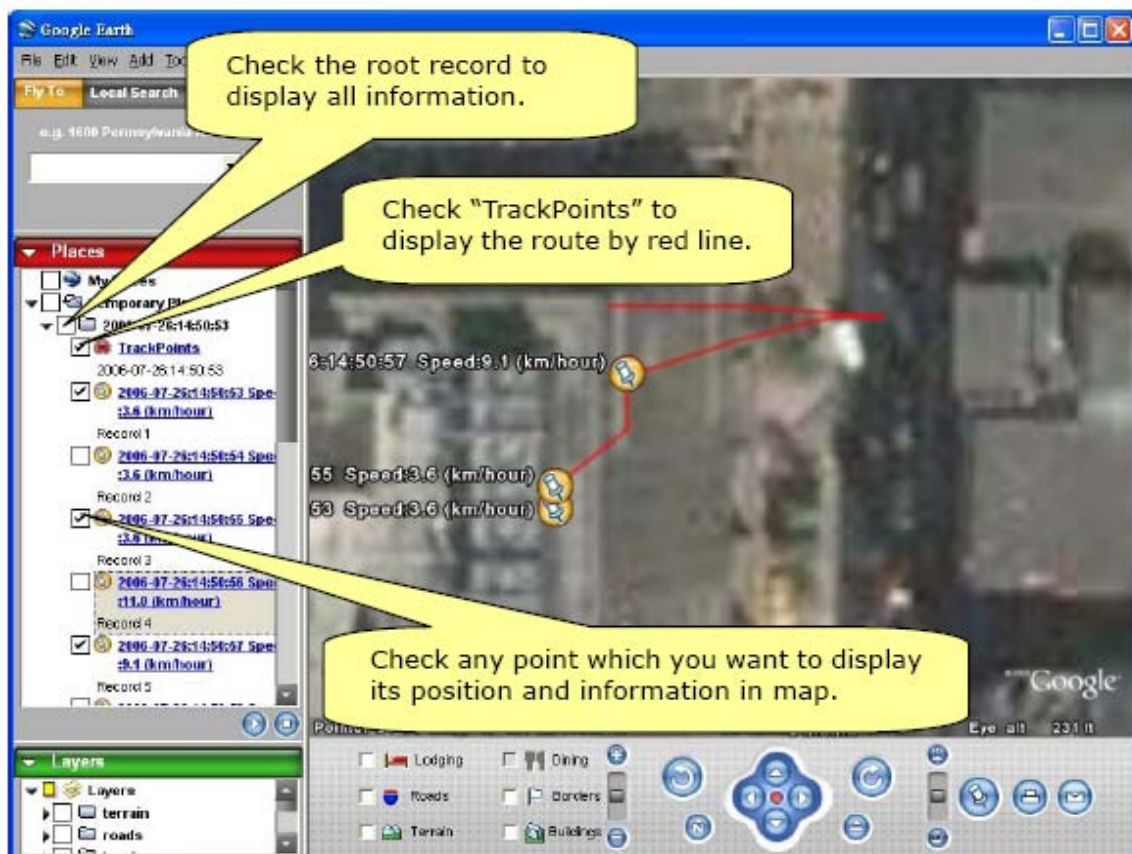 Google Earth
File Edit View Add
Check the root record to
display all information.
Fly To Local Search
e.g. 1600 Pennsylvania
Check “TrackPoints” to
display the route by red line.
Places
2006-07-26:14:50:53
TrackPoints
2006-07-26:14:50:53
2006-07-26:14:50:53
:3.6 (km/hour)
Record 1
2006-07-26:14:50:54
:3.6 (km/hour)
Record 2
2006-07-26:14:50:55
:3.6 (km/hour)
Record 3
2006-07-26:14:50:56
:11.0 (km/hour)
Record 4
2006-07-26:14:50:57
:9.1 (km/hour)
Record 5
6:14:50:57 Speed:9.1 (km/hour)
55 Speed:3.6 (km/hour)
53 Speed:3.6 (km/hour)
Check any point which you want to display
its position and information in map.
Google
Eye alt 231 ft
Layers
Layers
terrain
roads
Lodging Dining
Roads Borders
Terrain Buildings
N